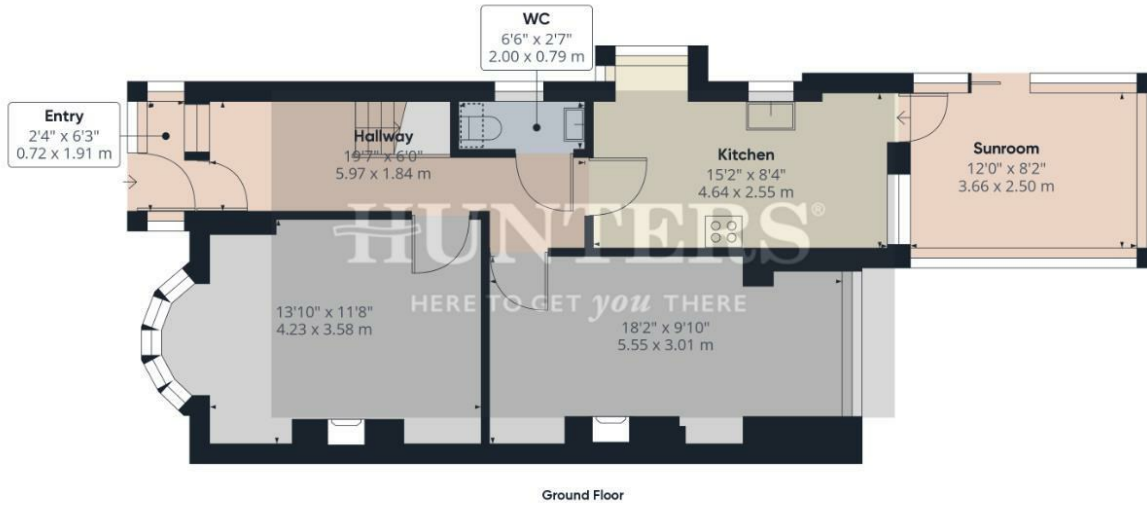 WC
6'6" x 2'7"
2.00 x 0.79 m
Entry
2'4" x 6'3"
0.72 x 1.91 m
Hallway
19'7" x 6'0"
5.97 x 1.84 m
Kitchen
15'2" x 8'4"
4.64 x 2.55 m
Sunroom
12'0" x 8'2"
3.66 x 2.50 m
HUNTERS®
HERE TO GET you THERE
13'10" x 11'8"
4.23 x 3.58 m
18'2" x 9'10"
5.55 x 3.01 m
Ground Floor